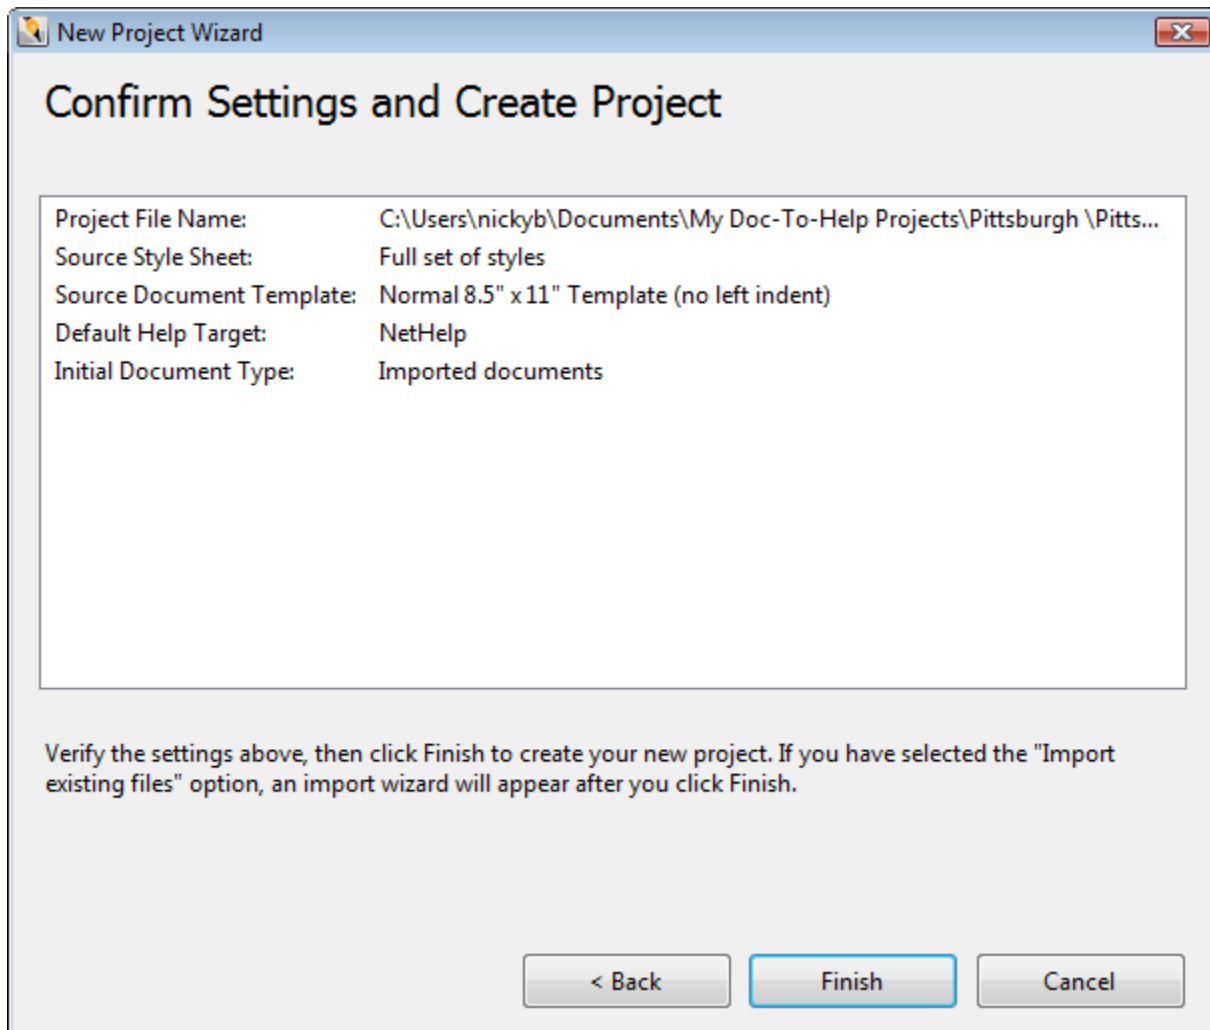 New Project Wizard
Confirm Settings and Create Project
Project File Name: C:\Users\nickyb\Documents\My Doc-To-Help Projects\Pittsburgh \Pitts...
Source Style Sheet: Full set of styles
Source Document Template: Normal 8.5" x 11" Template (no left indent)
Default Help Target: NetHelp
Initial Document Type: Imported documents
Verify the settings above, then click Finish to create your new project. If you have selected the "Import
existing files" option, an import wizard will appear after you click Finish.
< Back Finish Cancel